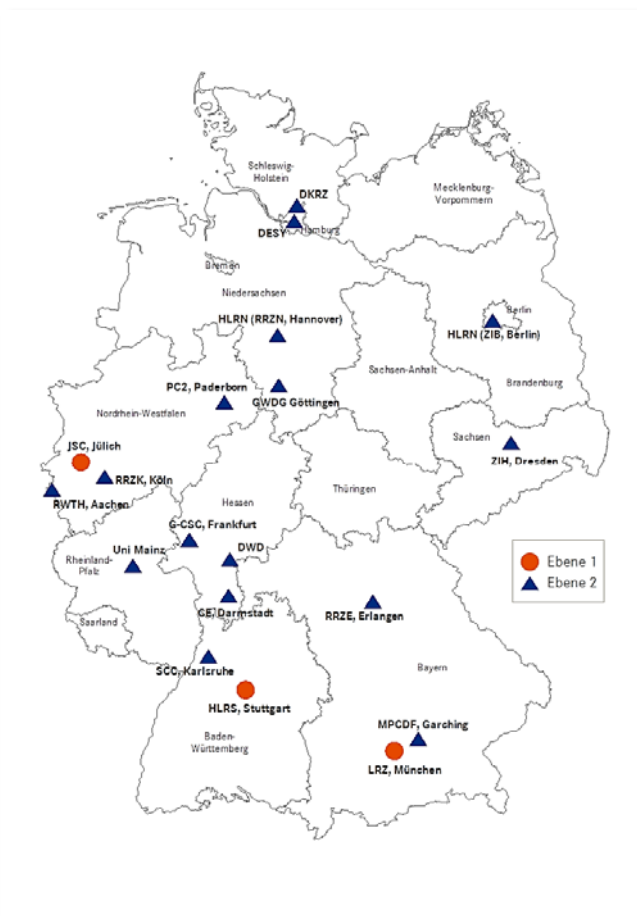 Schleswig-
Holstein
DKRZ
Mecklenburg-
Vorpommern
DESY
Hamburg
Bremen
Niedersachsen
HLRN (RRZN, Hannover)
Berlin
HLRN (ZIB, Berlin)
Sachsen-Anhalt
PC2, Paderborn
GWDG Göttingen
Brandenburg
Nordrhein-Westfalen
Sachsen
JSC, Jülich
ZIH, Dresden
RRZK, Köln
Thüringen
RWTH, Aachen
Hessen
G-CSC, Frankfurt
Uni Mainz
DWD
Rheinland-
Pfalz
Ebene 1
Ebene 2
CE, Darmstadt
RRZE, Erlangen
Saarland
SCC, Karlsruhe
Bayern
HLRS, Stuttgart
MPCDF, Garching
Baden-
Württemberg
LRZ, München